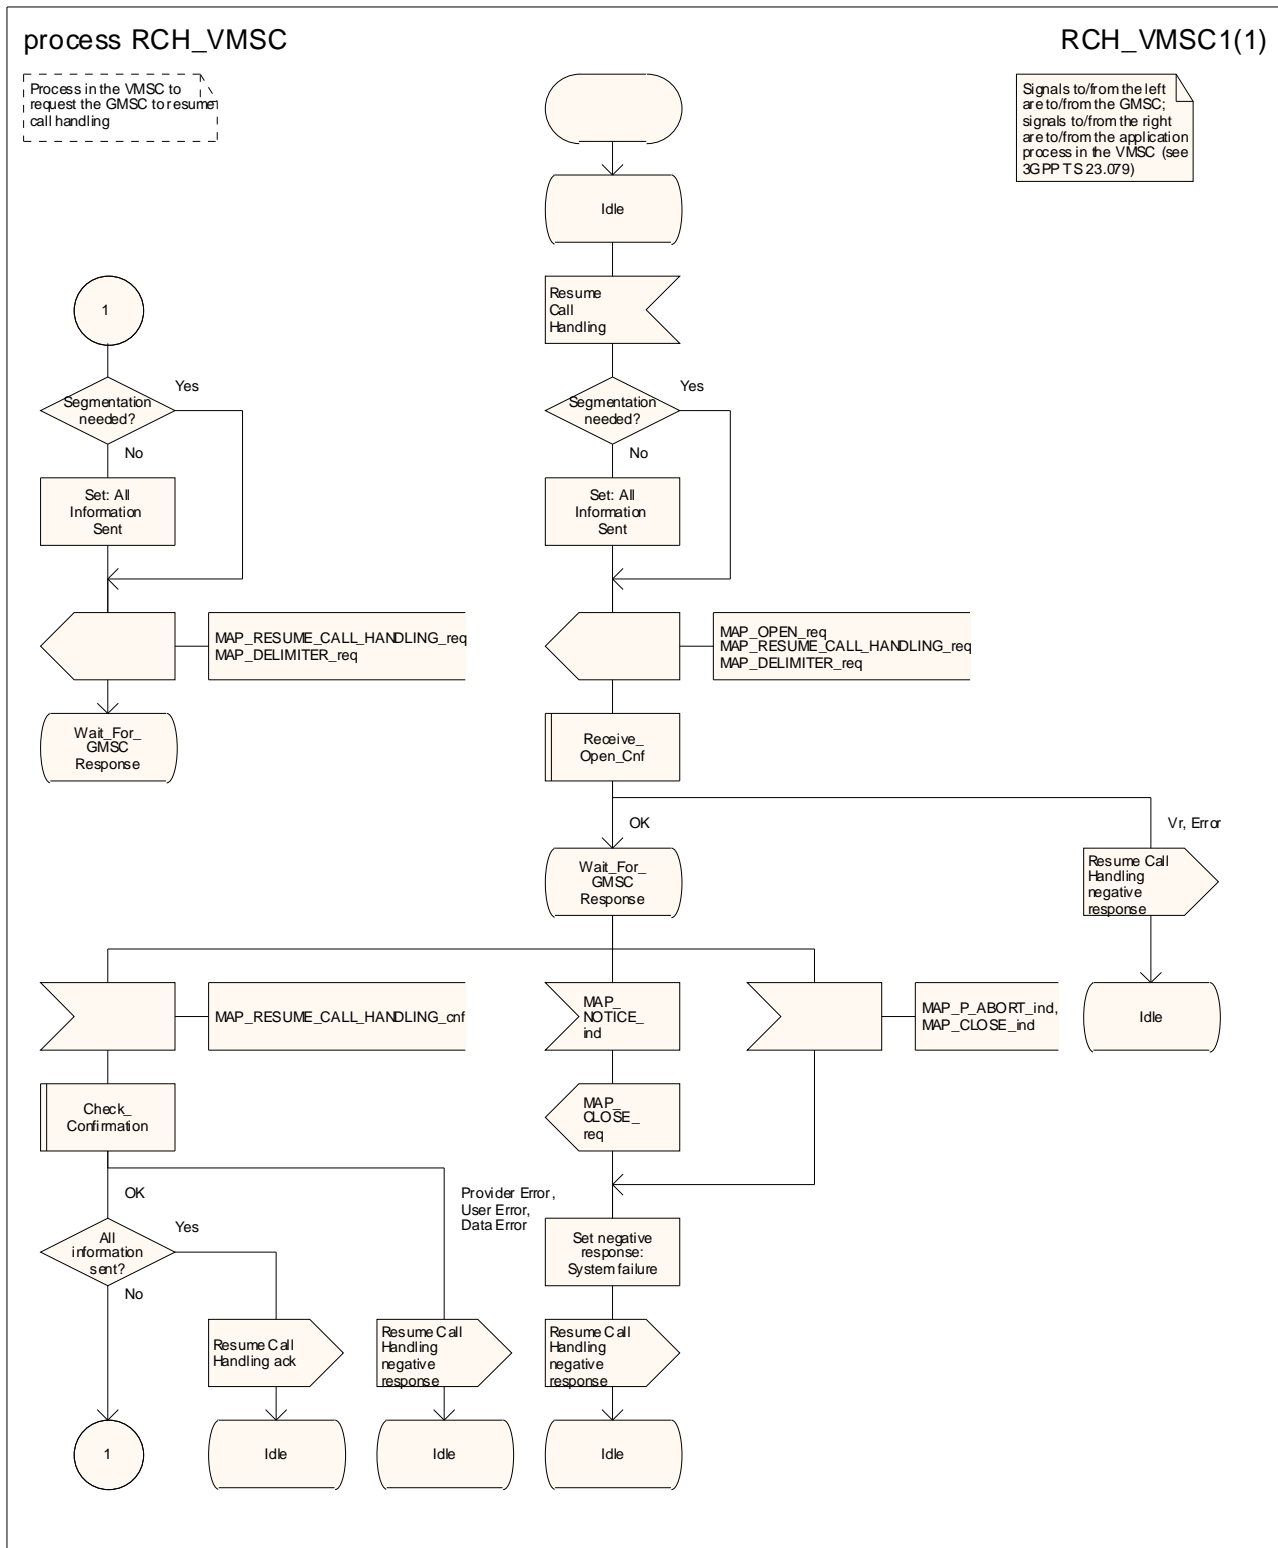 process RCH_VMSC
RCH_VMSC1(1)
Process in the VMSC to
request the GMSC to resume
call handling
Signals to/from the left
are to/from the GMSC;
signals to/from the right
are to/from the application
process in the VMSC (see
3GPP TS 23.079)
Idle
Resume
Call
Handling
1
Segmentation
needed?
Yes
No
Segmentation
needed?
Yes
No
Set: All
Information
Sent
Set: All
Information
Sent
MAP_RESUME_CALL_HANDLING_req
MAP_DELIMITER_req
MAP_OPEN_req
MAP_RESUME_CALL_HANDLING_req
MAP_DELIMITER_req
Wait_For_
GMSC
Response
Receive_
Open_Cnf
OK
Vr, Error
Wait_For_
GMSC
Response
Resume Call
Handling
negative
response
MAP_RESUME_CALL_HANDLING_cnf
MAP_
NOTICE_
ind
MAP_P_ABORT_ind,
MAP_CLOSE_ind
Idle
Check_
Confirmation
MAP_
CLOSE_
req
OK
Provider Error,
User Error,
Data Error
All
information
sent?
Yes
No
Set negative
response:
System failure
Resume Call
Handling ack
Resume Call
Handling
negative
response
Resume Call
Handling
negative
response
1
Idle
Idle
Idle